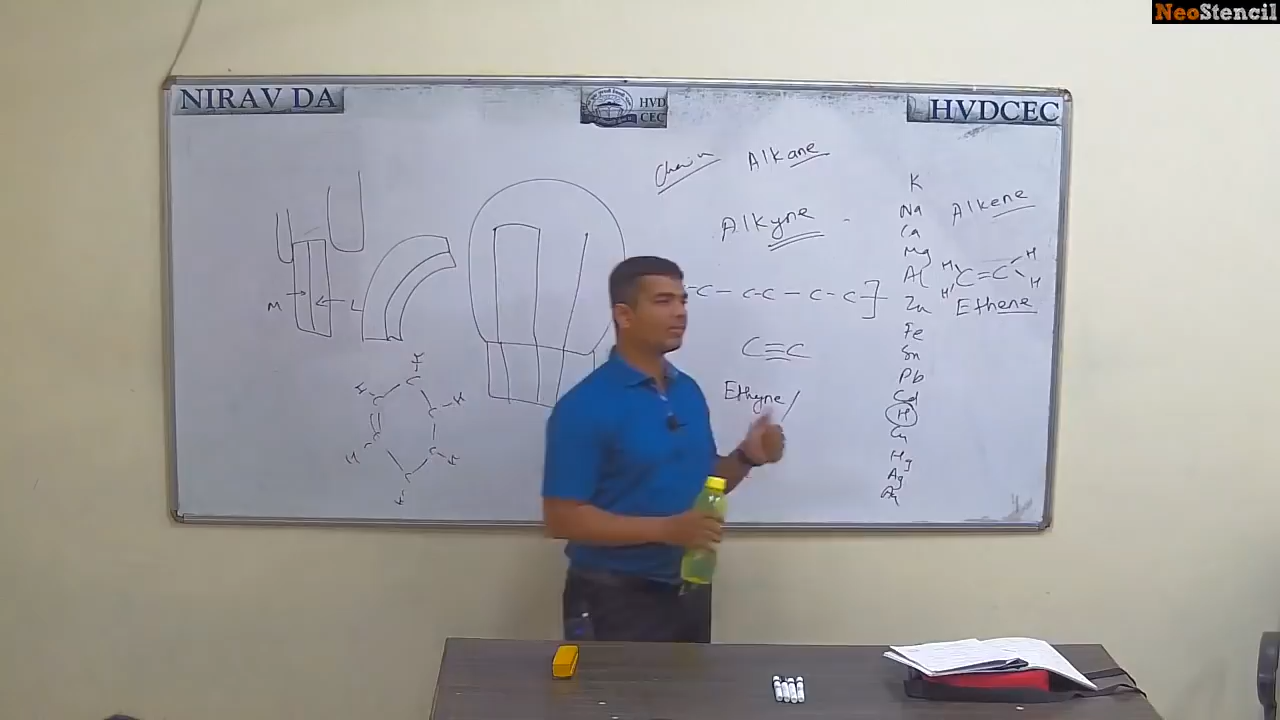 NeoStencil
NIRAV DA
HVD
CEC
HVDCEC
Chain
Alkane
Alkyne
Alkene
K
Na
Ca
Mg
Al
Zn
Fe
Sn
Pb
Cd
H
Cu
Hg
Ag
H H
C=C
H H
Ethene
-C- C-C - C-C]-
C≡C
Ethyne
M
L
H
C
H C C H
C
H C C H
C
H